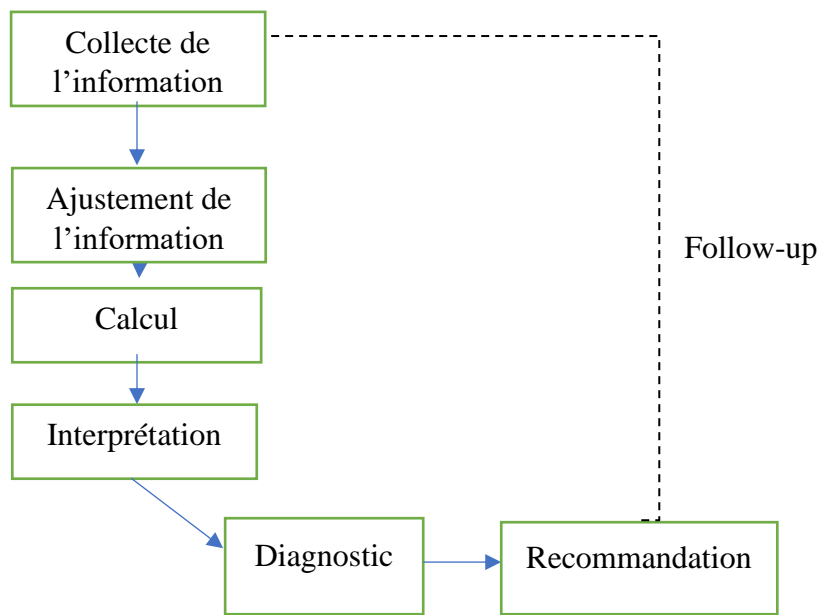 Collecte de
l’information
Ajustement de
l’information
Follow-up
Calcul
Interprétation
Diagnostic
Recommandation